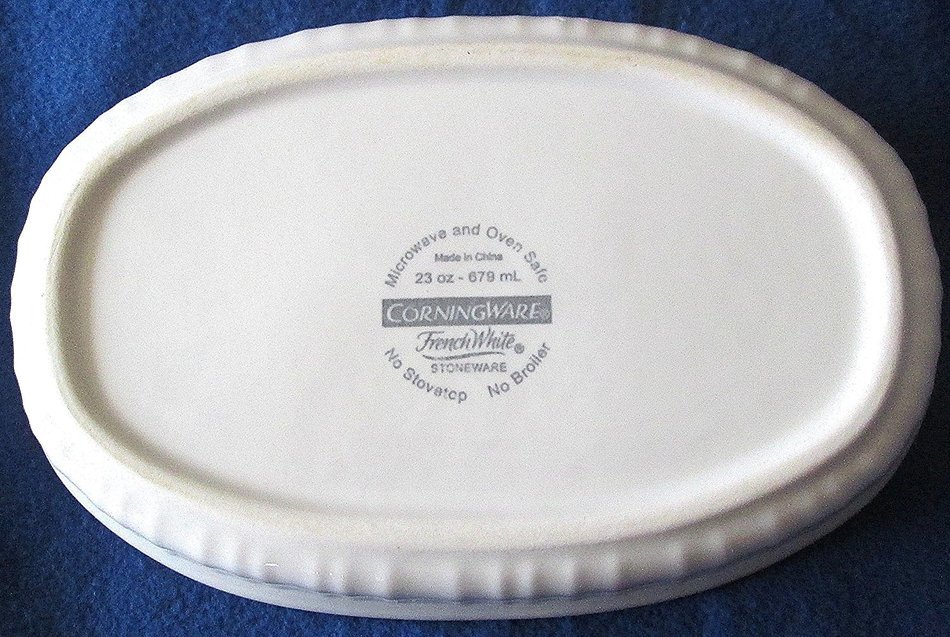 Microwave and Oven Safe
Made in China
23 oz - 679 mL
CORNINGWARE®
French White®
STONEWARE
No Stovetop No Broiler